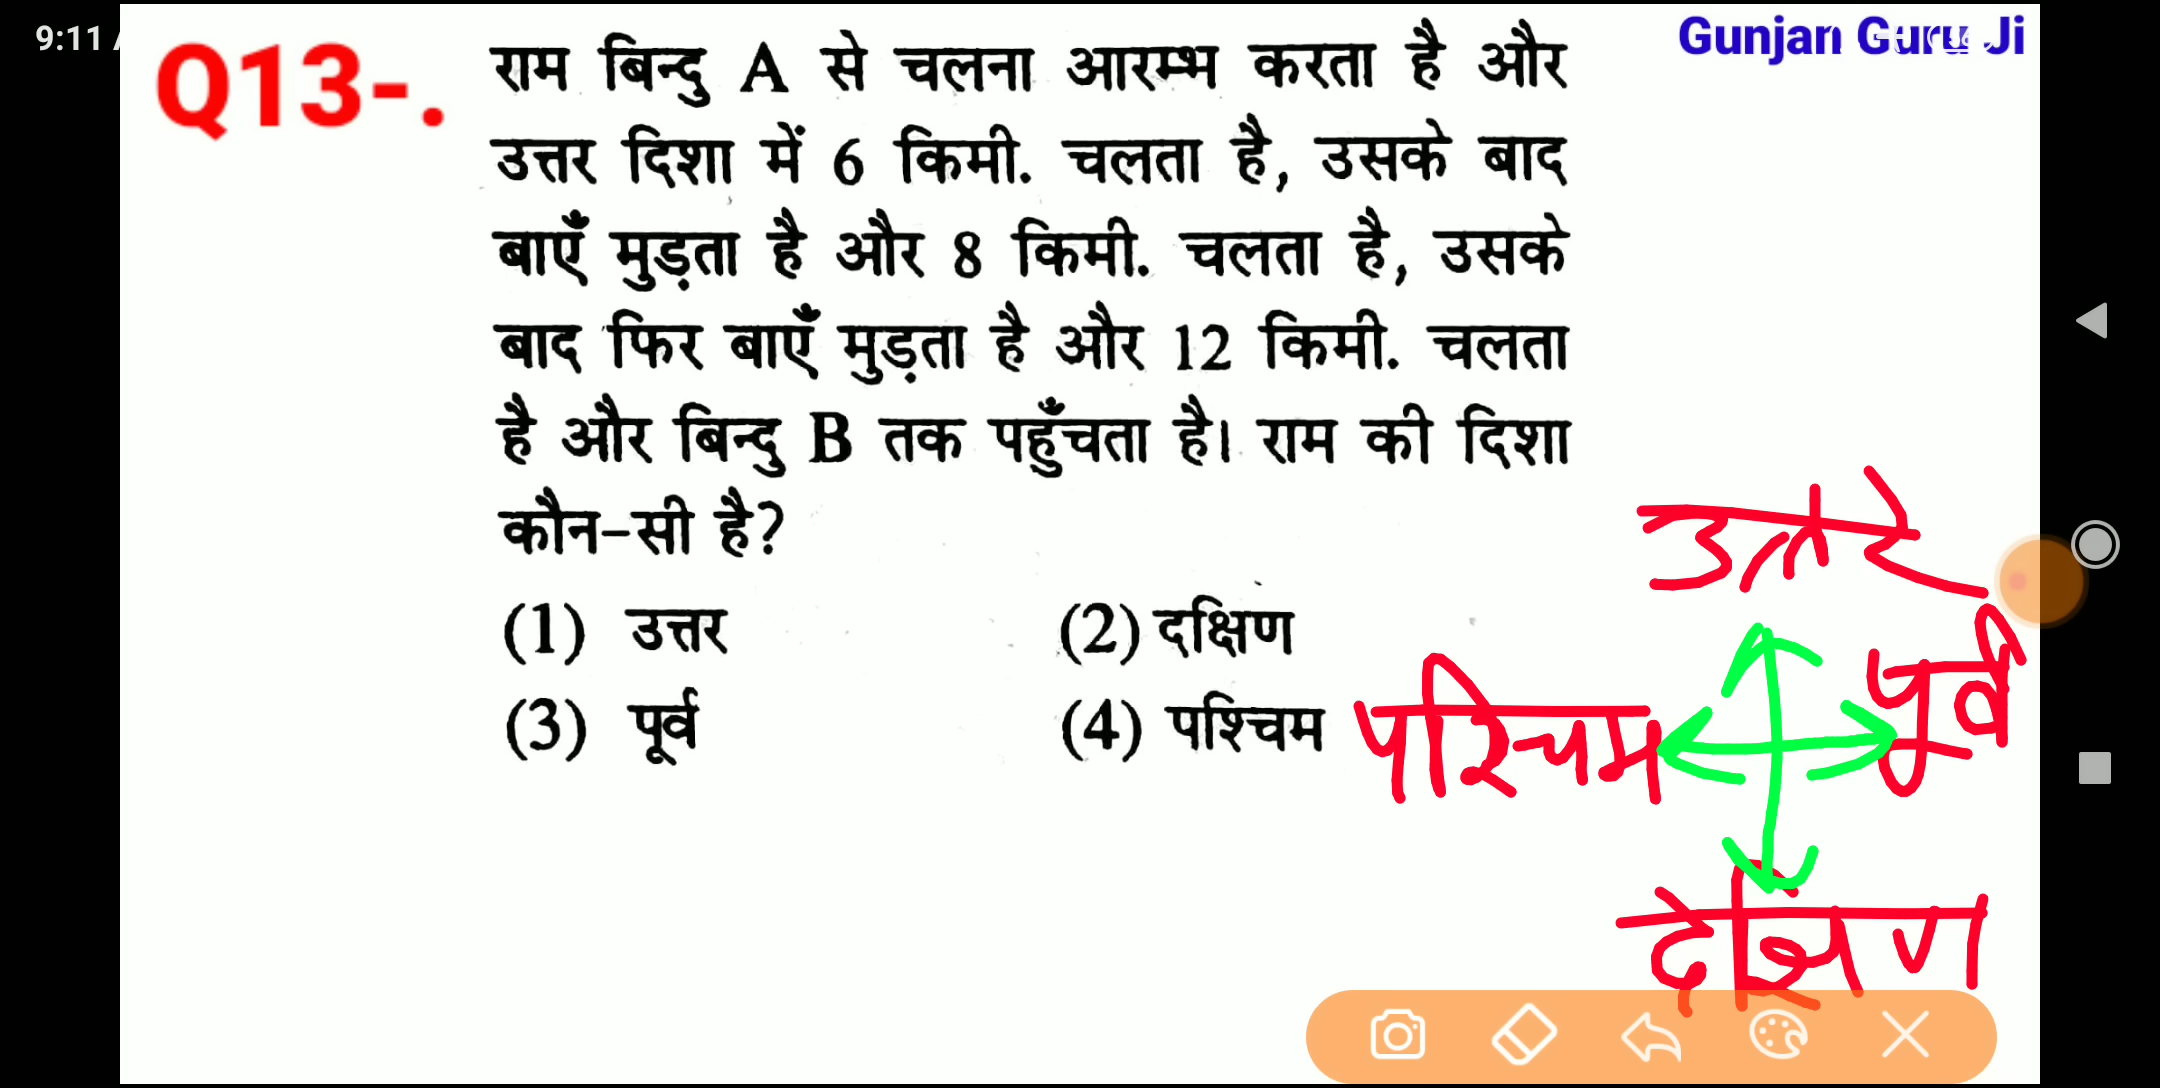 9:11
Gunjan Guru Ji
Q13-.
राम बिन्दु A से चलना आरम्भ करता है और
उत्तर दिशा में 6 किमी. चलता है, उसके बाद
बाएँ मुड़ता है और 8 किमी. चलता है, उसके
बाद फिर बाएँ मुड़ता है और 12 किमी. चलता
है और बिन्दु B तक पहुँचता है। राम की दिशा
कौन-सी है?
(1) उत्तर (2) दक्षिण
(3) पूर्व (4) पश्चिम
उत्तर
पश्चिम पूर्व
दक्षिण